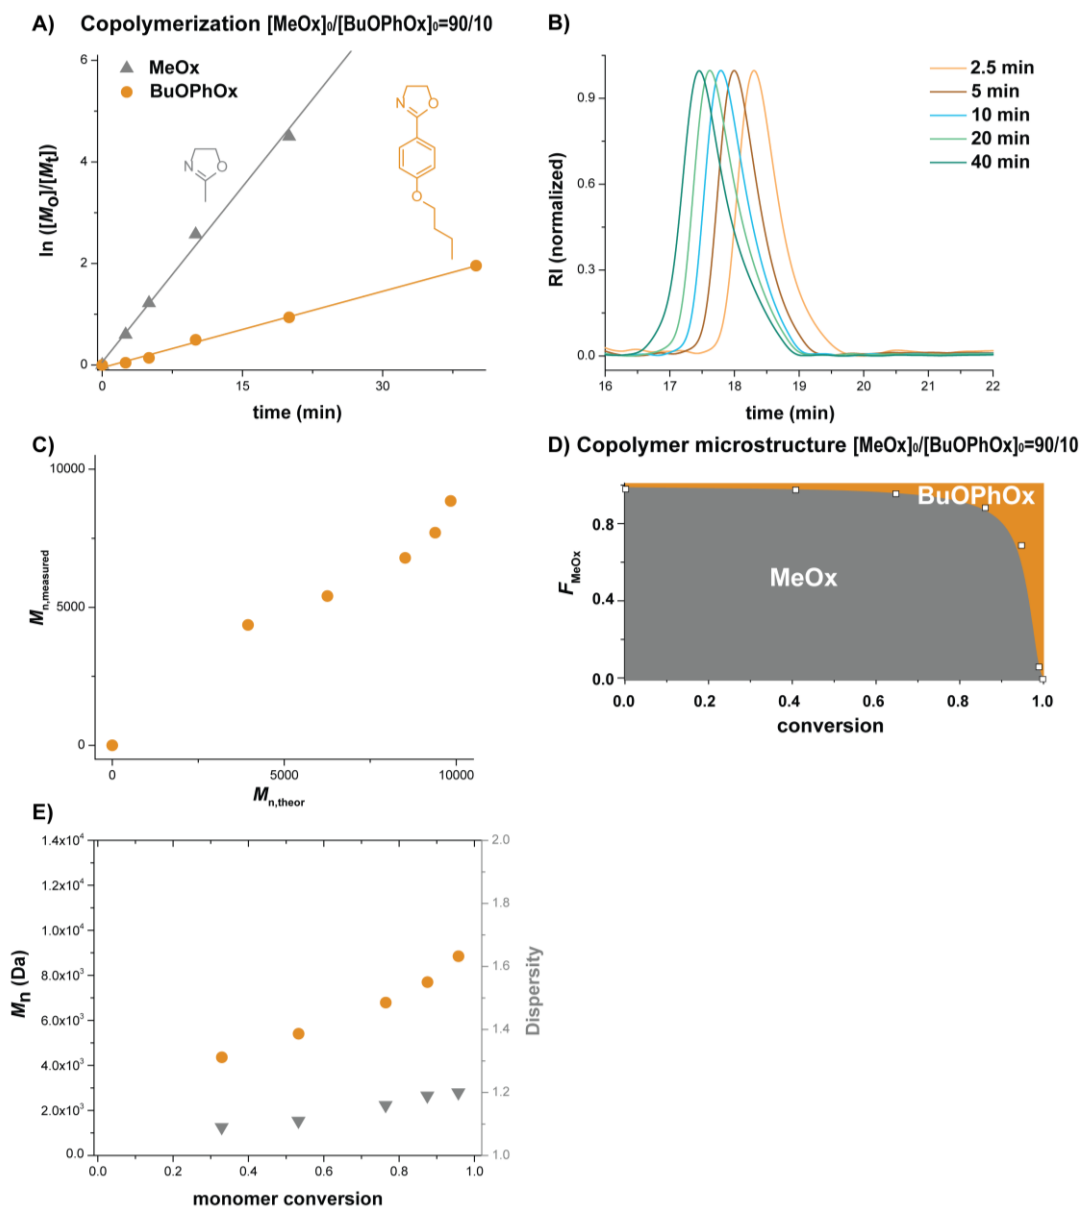 A) Copolymerization [MeOx]₀/[BuOPhOx]₀=90/10
6
4
2
0
ln ([Mo]/[Mt])
MeOx
BuOPhOx
N
O
N
O
O
0
15
30
time (min)
B)
0.9
0.6
0.3
0.0
RI (normalized)
2.5 min
5 min
10 min
20 min
40 min
16
17
18
19
20
21
22
time (min)
C)
10000
5000
0
Mn,measured
0
5000
10000
Mn,theor
D) Copolymer microstructure [MeOx]₀/[BuOPhOx]₀=90/10
0.8
0.4
0.0
FMeOx
BuOPhOx
MeOx
0.0
0.2
0.4
0.6
0.8
1.0
conversion
E)
1.4x10⁴
1.2x10⁴
1.0x10⁴
8.0x10³
6.0x10³
4.0x10³
2.0x10³
0.0
Mn (Da)
2.0
1.8
1.6
1.4
1.2
1.0
Dispersity
0.0
0.2
0.4
0.6
0.8
1.0
monomer conversion